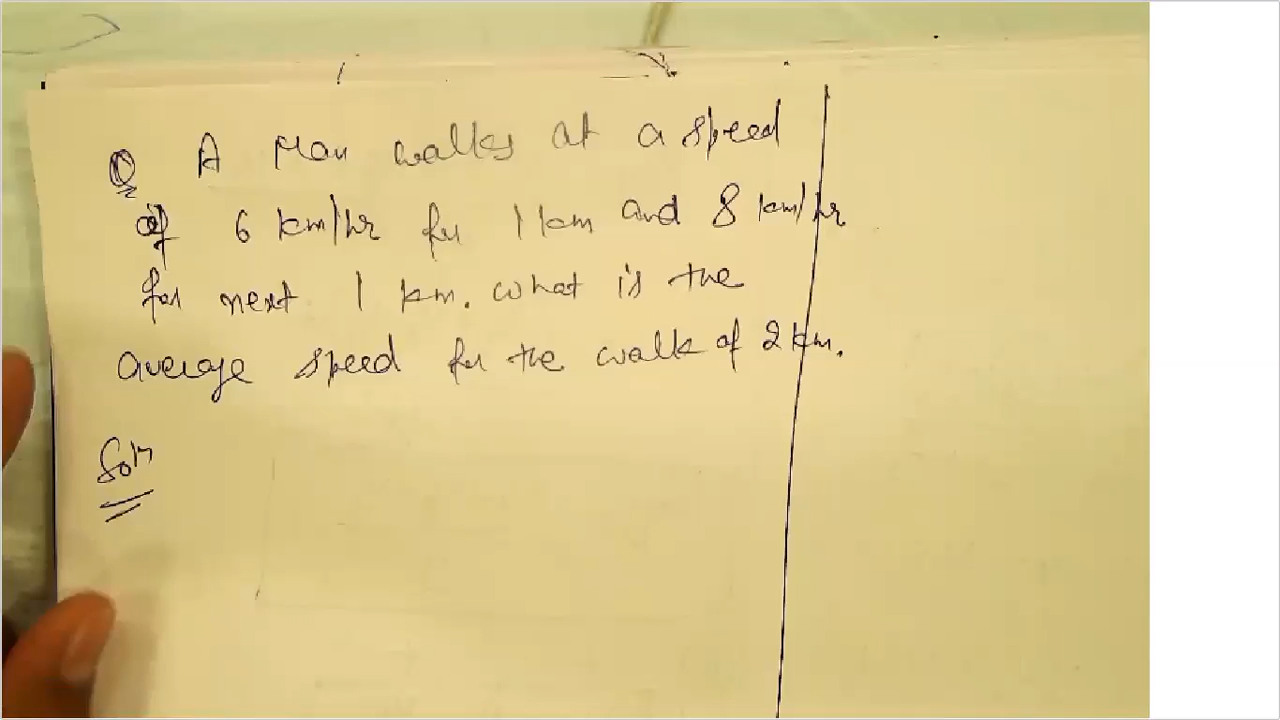 Q A Man walks at a speed
of 6 km/hr for 1 km and 8 km/hr
for next 1 km. what is the
average speed for the walk of 2 km.
Soln